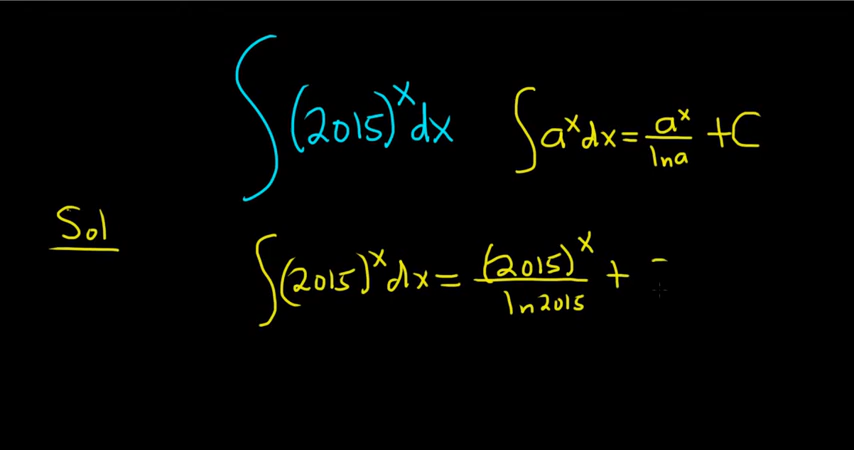 ∫(2015)^x dx
∫a^x dx = a^x/ln a + C
Sol
∫(2015)^x dx = (2015)^x/ln 2015 +